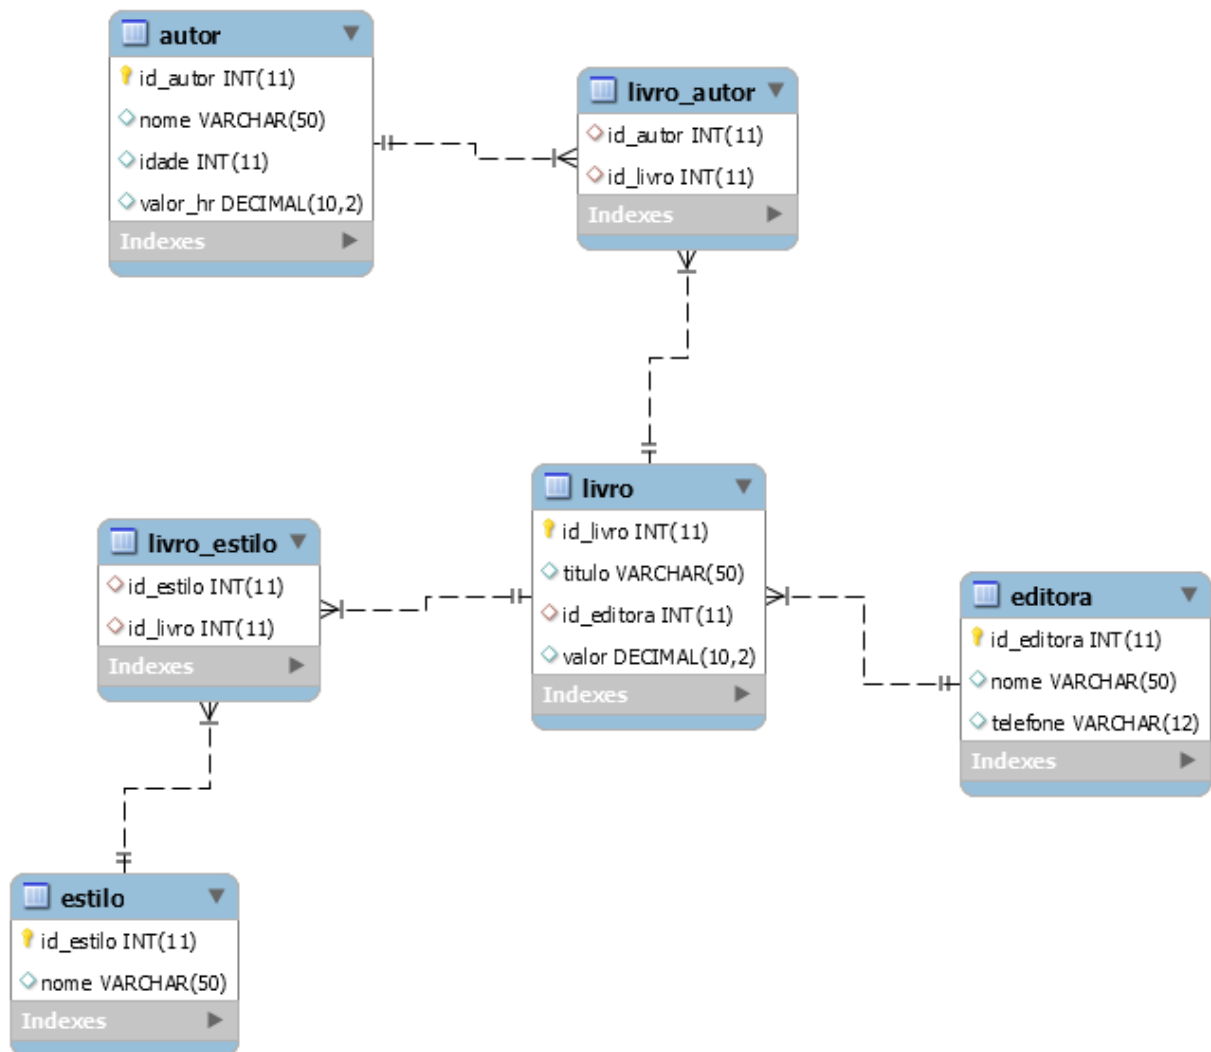 autor
id_autor INT(11)
nome VARCHAR(50)
idade INT(11)
valor_hr DECIMAL(10,2)
Indexes
livro_autor
id_autor INT(11)
id_livro INT(11)
Indexes
livro
id_livro INT(11)
titulo VARCHAR(50)
id_editora INT(11)
valor DECIMAL(10,2)
Indexes
livro_estilo
id_estilo INT(11)
id_livro INT(11)
Indexes
editora
id_editora INT(11)
nome VARCHAR(50)
telefone VARCHAR(12)
Indexes
estilo
id_estilo INT(11)
nome VARCHAR(50)
Indexes